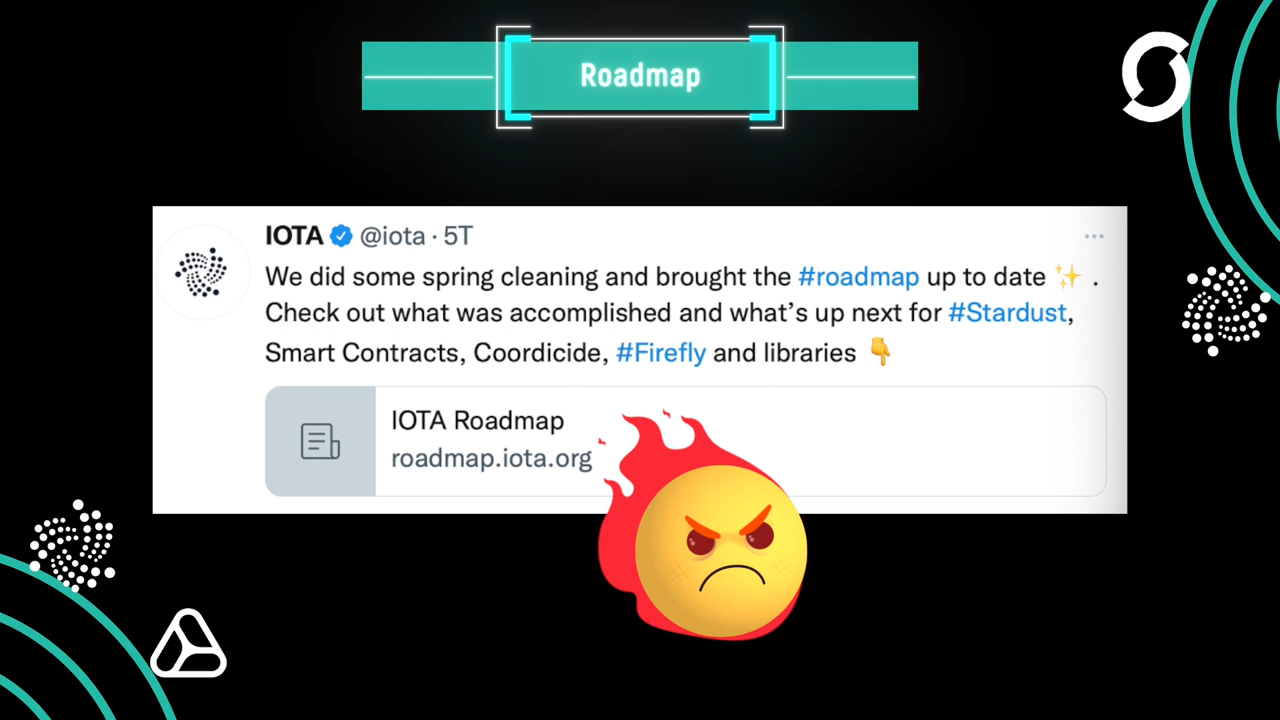 Roadmap
IOTA @iota · 5T
We did some spring cleaning and brought the #roadmap up to date ✨ .
Check out what was accomplished and what’s up next for #Stardust,
Smart Contracts, Coordicide, #Firefly and libraries 👇
IOTA Roadmap
roadmap.iota.org